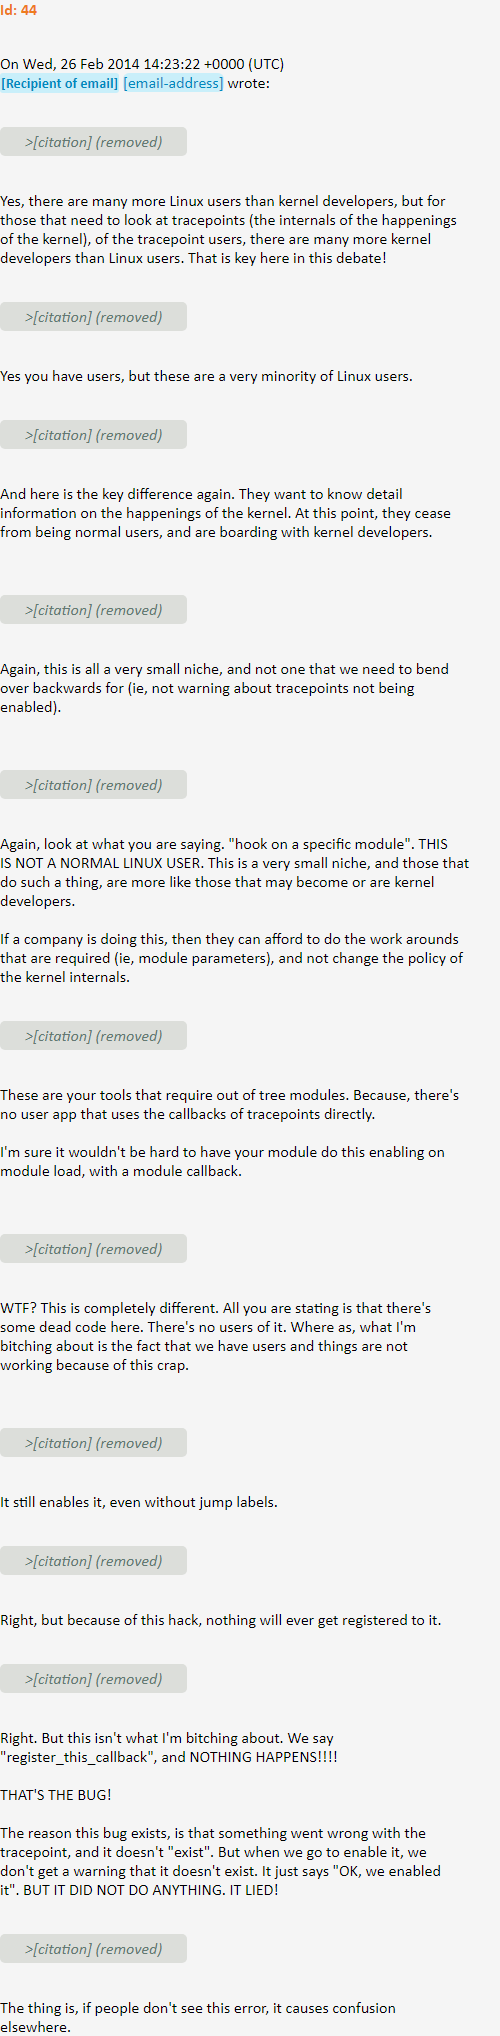 Id: 44
On Wed, 26 Feb 2014 14:23:22 +0000 (UTC)
[Recipient of email] [email-address] wrote:
>[citation] (removed)
Yes, there are many more Linux users than kernel developers, but for
those that need to look at tracepoints (the internals of the happenings
of the kernel), of the tracepoint users, there are many more kernel
developers than Linux users. That is key here in this debate!
>[citation] (removed)
Yes you have users, but these are a very minority of Linux users.
>[citation] (removed)
And here is the key difference again. They want to know detail
information on the happenings of the kernel. At this point, they cease
from being normal users, and are boarding with kernel developers.
>[citation] (removed)
Again, this is all a very small niche, and not one that we need to bend
over backwards for (ie, not warning about tracepoints not being
enabled).
>[citation] (removed)
Again, look at what you are saying. "hook on a specific module". THIS
IS NOT A NORMAL LINUX USER. This is a very small niche, and those that
do such a thing, are more like those that may become or are kernel
developers.
If a company is doing this, then they can afford to do the work arounds
that are required (ie, module parameters), and not change the policy of
the kernel internals.
>[citation] (removed)
These are your tools that require out of tree modules. Because, there's
no user app that uses the callbacks of tracepoints directly.
I'm sure it wouldn't be hard to have your module do this enabling on
module load, with a module callback.
>[citation] (removed)
WTF? This is completely different. All you are stating is that there's
some dead code here. There's no users of it. Where as, what I'm
bitching about is the fact that we have users and things are not
working because of this crap.
>[citation] (removed)
It still enables it, even without jump labels.
>[citation] (removed)
Right, but because of this hack, nothing will ever get registered to it.
>[citation] (removed)
Right. But this isn't what I'm bitching about. We say
"register_this_callback", and NOTHING HAPPENS!!!!
THAT'S THE BUG!
The reason this bug exists, is that something went wrong with the
tracepoint, and it doesn't "exist". But when we go to enable it, we
don't get a warning that it doesn't exist. It just says "OK, we enabled
it". BUT IT DID NOT DO ANYTHING. IT LIED!
>[citation] (removed)
The thing is, if people don't see this error, it causes confusion
elsewhere.